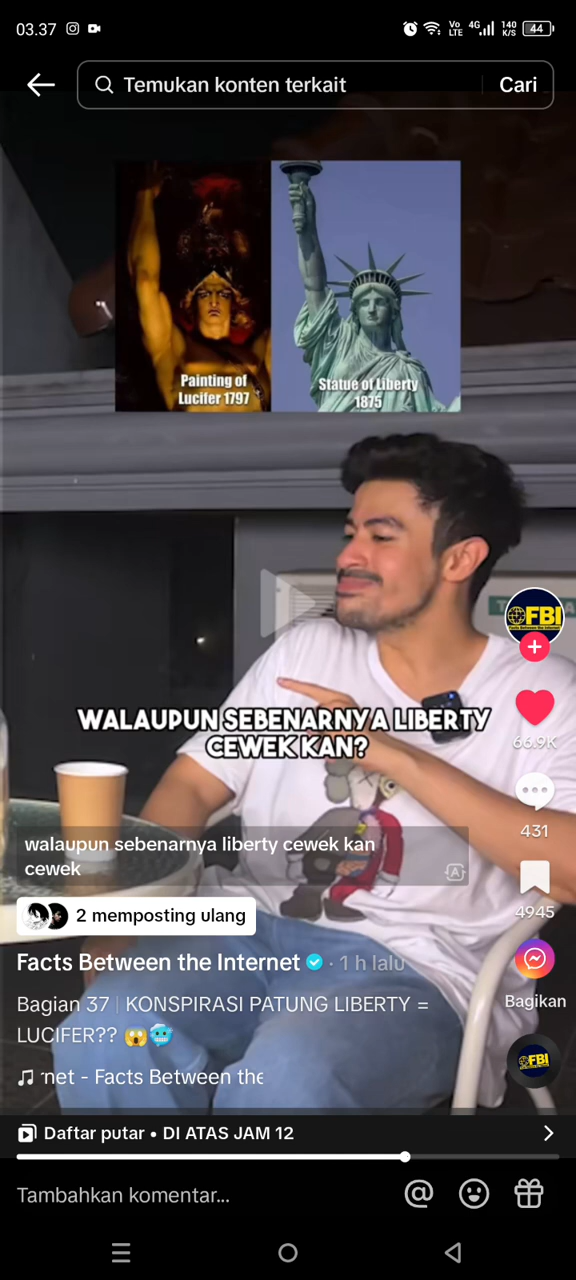 03.37
Vo LTE 4G 140 K/S 44
Temukan konten terkait
Cari
Painting of
Lucifer 1797
Statue of Liberty
1875
WALAUPUN SEBENARNYA LIBERTY
CEWEK KAN?
FBI
66.9K
431
4945
Bagikan
walaupun sebenarnya liberty cewek kan
cewek
A
2 memposting ulang
Facts Between the Internet · 1 h lalu
Bagian 37 | KONSPIRASI PATUNG LIBERTY =
LUCIFER?? 😱🥶
net - Facts Between the
FBI
Daftar putar • DI ATAS JAM 12
Tambahkan komentar...